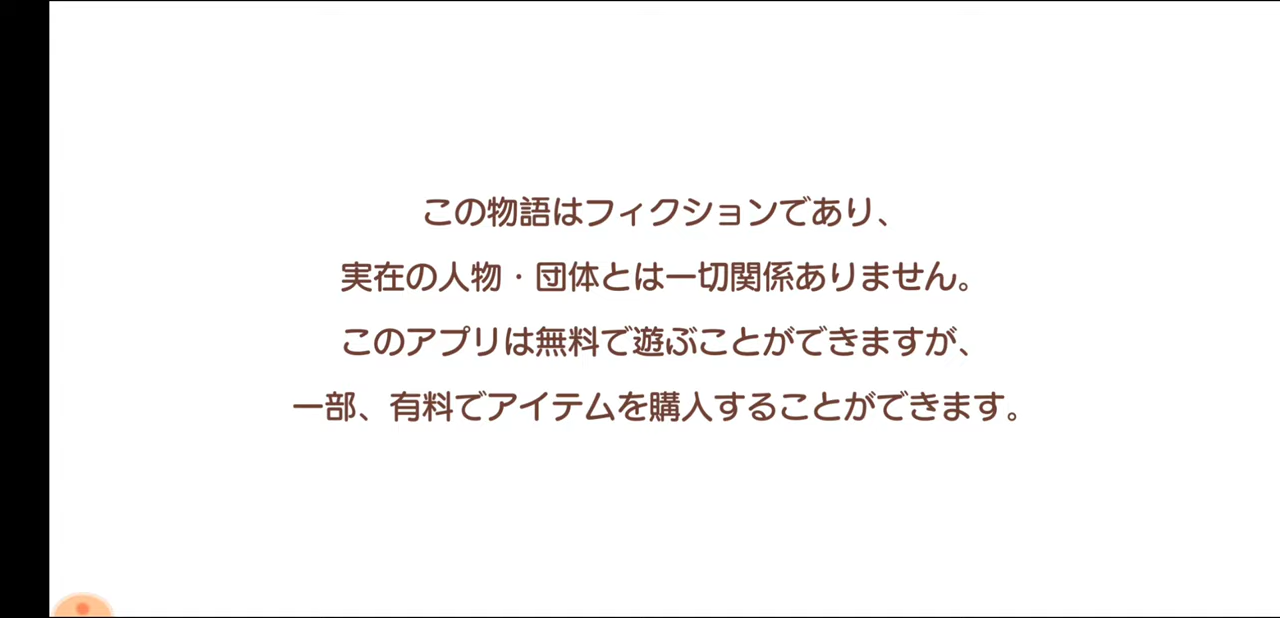 この物語はフィクションであり、
実在の人物・団体とは一切関係ありません。
このアプリは無料で遊ぶことができますが、
一部、有料でアイテムを購入することができます。